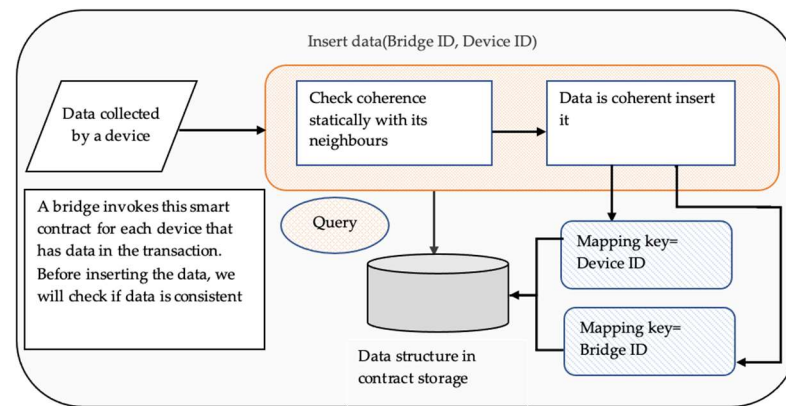 Insert data(Bridge ID, Device ID)
Data collected
by a device
Check coherence
statically with its
neighbours
Data is coherent insert
it
A bridge invokes this smart
contract for each device that
has data in the transaction.
Before inserting the data, we
will check if data is consistent
Query
Mapping key=
Device ID
Mapping key=
Bridge ID
Data structure in
contract storage